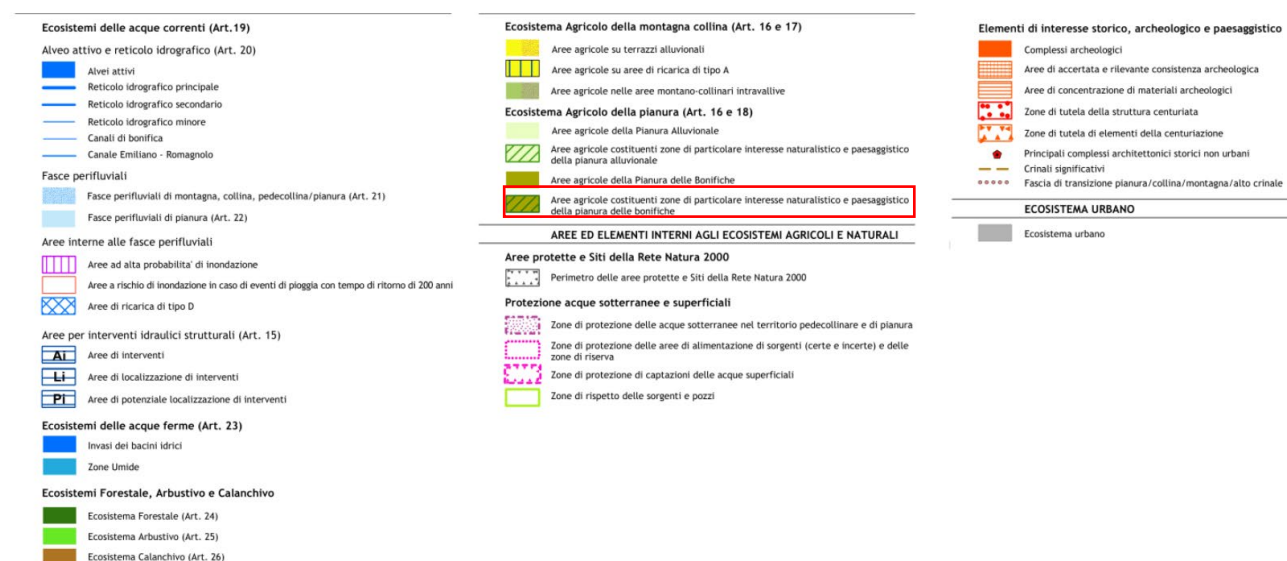 Ecosistemi delle acque correnti (Art.19)
Alveo attivo e reticolo idrografico (Art. 20)
Alvei attivi
Reticolo idrografico principale
Reticolo idrografico secondario
Reticolo idrografico minore
Canali di bonifica
Canale Emiliano - Romagnolo
Fasce perifluviali
Fasce perifluviali di montagna, collina, pedecollina/pianura (Art. 21)
Fasce perifluviali di pianura (Art. 22)
Aree interne alle fasce perifluviali
Aree ad alta probabilita' di inondazione
Aree a rischio di inondazione in caso di eventi di pioggia con tempo di ritorno di 200 anni
Aree di ricarica di tipo D
Aree per interventi idraulici strutturali (Art. 15)
Ai Aree di interventi
Li Aree di localizzazione di interventi
Pi Aree di potenziale localizzazione di interventi
Ecosistemi delle acque ferme (Art. 23)
Invasi dei bacini idrici
Zone Umide
Ecosistemi Forestale, Arbustivo e Calanchivo
Ecosistema Forestale (Art. 24)
Ecosistema Arbustivo (Art. 25)
Ecosistema Calanchivo (Art. 26)
Ecosistema Agricolo della montagna collina (Art. 16 e 17)
Aree agricole su terrazzi alluvionali
Aree agricole su aree di ricarica di tipo A
Aree agricole nelle aree montano-collinari intravallive
Ecosistema Agricolo della pianura (Art. 16 e 18)
Aree agricole della Pianura Alluvionale
Aree agricole costituenti zone di particolare interesse naturalistico e paesaggistico
della pianura alluvionale
Aree agricole della Pianura delle Bonifiche
Aree agricole costituenti zone di particolare interesse naturalistico e paesaggistico
della pianura delle bonifiche
AREE ED ELEMENTI INTERNI AGLI ECOSISTEMI AGRICOLI E NATURALI
Aree protette e Siti della Rete Natura 2000
Perimetro delle aree protette e Siti della Rete Natura 2000
Protezione acque sotterranee e superficiali
Zone di protezione delle acque sotterranee nel territorio pedecollinare e di pianura
Zone di protezione delle aree di alimentazione di sorgenti (certe e incerte) e delle
zone di riserva
Zone di protezione di captazioni delle acque superficiali
Zone di rispetto delle sorgenti e pozzi
Elementi di interesse storico, archeologico e paesaggistico
Complessi archeologici
Aree di accertata e rilevante consistenza archeologica
Aree di concentrazione di materiali archeologici
Zone di tutela della struttura centuriata
Zone di tutela di elementi della centuriazione
Principali complessi architettonici storici non urbani
Crinali significativi
Fascia di transizione pianura/collina/montagna/alto crinale
ECOSISTEMA URBANO
Ecosistema urbano